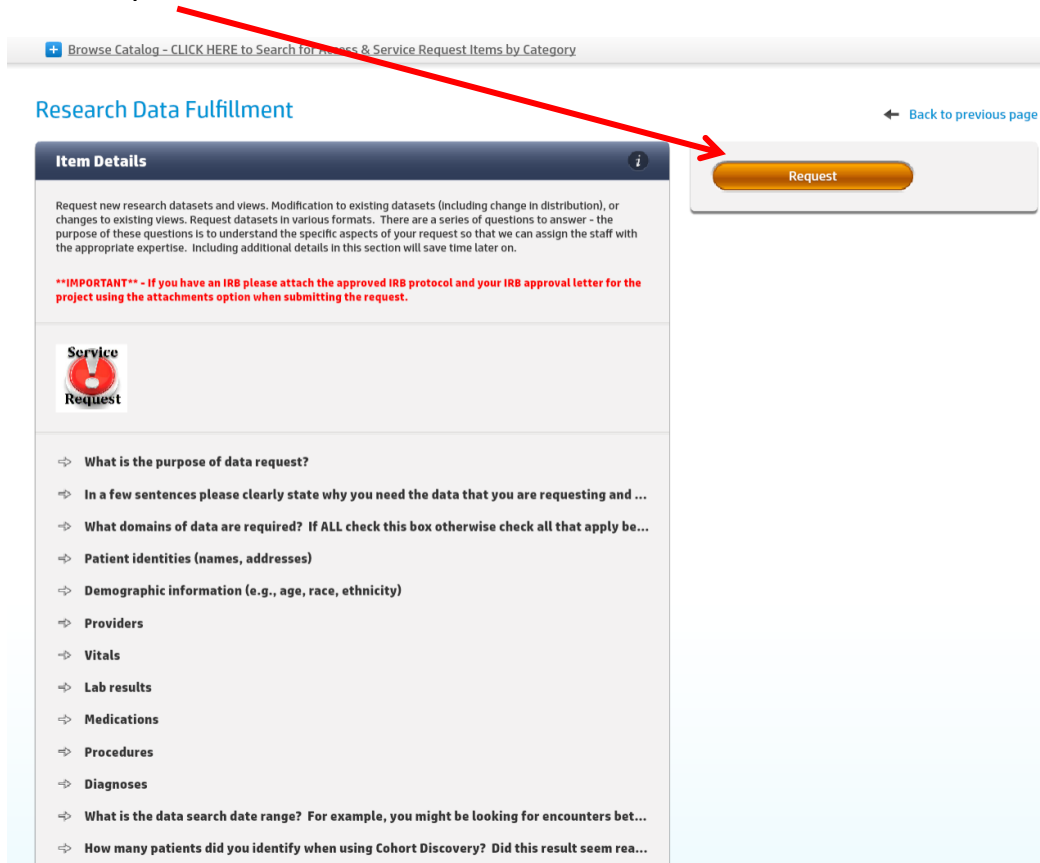 Browse Catalog - CLICK HERE to Search for Access & Service Request Items by Category
Research Data Fulfillment
Back to previous page
Item Details
i
Request
Request new research datasets and views. Modification to existing datasets (including change in distribution), or
changes to existing views. Request datasets in various formats. There are a series of questions to answer - the
purpose of these questions is to understand the specific aspects of your request so that we can assign the staff with
the appropriate expertise. Including additional details in this section will save time later on.
**IMPORTANT** - If you have an IRB please attach the approved IRB protocol and your IRB approval letter for the
project using the attachments option when submitting the request.
Service
Request
What is the purpose of data request?
In a few sentences please clearly state why you need the data that you are requesting and ...
What domains of data are required? If ALL check this box otherwise check all that apply be...
Patient identities (names, addresses)
Demographic information (e.g., age, race, ethnicity)
Providers
Vitals
Lab results
Medications
Procedures
Diagnoses
What is the data search date range? For example, you might be looking for encounters bet...
How many patients did you identify when using Cohort Discovery? Did this result seem rea...